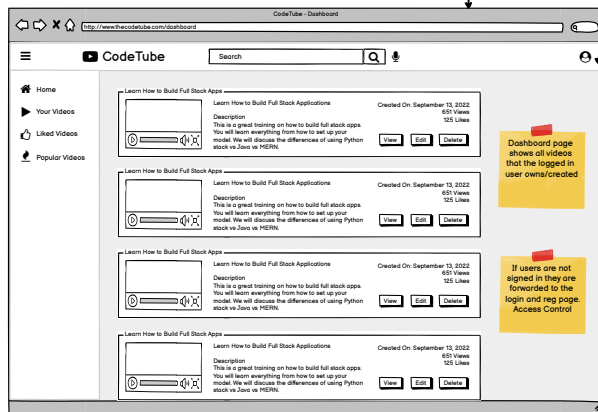 CodeTube - Dashboard
http://www.thecodetube.com/dashboard
CodeTube
Search
Home
Your Videos
Liked Videos
Popular Videos
Learn How to Build Full Stack Apps
Learn How to Build Full Stack Applications
Description
This is a great training on how to build full stack apps.
You will learn everything from how to set up your
model. We will discuss the differences of using Python
stack vs Java vs MERN.
Created On: September 13, 2022
651 Views
125 Likes
View Edit Delete
Learn How to Build Full Stack Apps
Learn How to Build Full Stack Applications
Description
This is a great training on how to build full stack apps.
You will learn everything from how to set up your
model. We will discuss the differences of using Python
stack vs Java vs MERN.
Created On: September 13, 2022
651 Views
125 Likes
View Edit Delete
Learn How to Build Full Stack Apps
Learn How to Build Full Stack Applications
Description
This is a great training on how to build full stack apps.
You will learn everything from how to set up your
model. We will discuss the differences of using Python
stack vs Java vs MERN.
Created On: September 13, 2022
651 Views
125 Likes
View Edit Delete
Learn How to Build Full Stack Apps
Learn How to Build Full Stack Applications
Description
This is a great training on how to build full stack apps.
You will learn everything from how to set up your
model. We will discuss the differences of using Python
stack vs Java vs MERN.
Created On: September 13, 2022
651 Views
125 Likes
View Edit Delete
Dashboard page
shows all videos
that the logged in
user owns/created
If users are not
signed in they are
forwarded to the
login and reg page.
Access Control